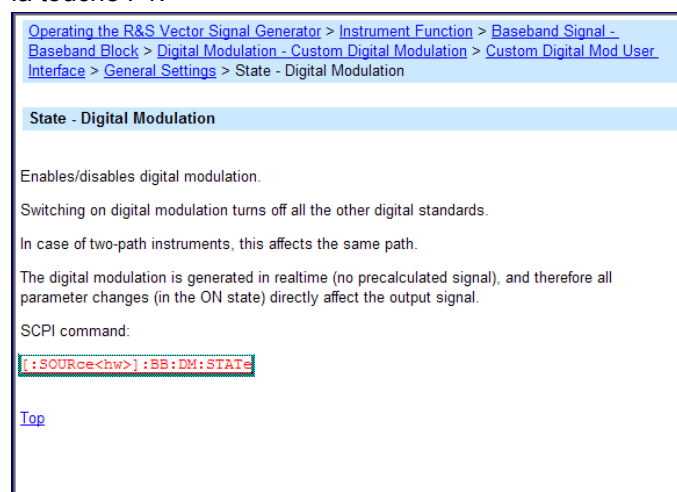 la touche F1.
Operating the R&S Vector Signal Generator > Instrument Function > Baseband Signal -
Baseband Block > Digital Modulation - Custom Digital Modulation > Custom Digital Mod User
Interface > General Settings > State - Digital Modulation
State - Digital Modulation
Enables/disables digital modulation.
Switching on digital modulation turns off all the other digital standards.
In case of two-path instruments, this affects the same path.
The digital modulation is generated in realtime (no precalculated signal), and therefore all
parameter changes (in the ON state) directly affect the output signal.
SCPI command:
[:SOURce<hw>]:BB:DM:STATe
Top